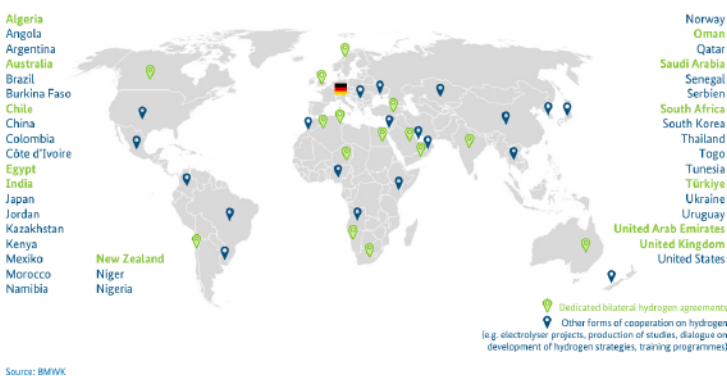 Algeria
Angola
Argentina
Australia
Brazil
Burkina Faso
Chile
China
Colombia
Côte d'Ivoire
Egypt
India
Japan
Jordan
Kazakhstan
Kenya
Mexiko
Morocco
Namibia
New Zealand
Niger
Nigeria
Norway
Oman
Qatar
Saudi Arabia
Senegal
Serbien
South Africa
South Korea
Thailand
Togo
Tunesia
Türkiye
Ukraine
Uruguay
United Arab Emirates
United Kingdom
United States
Dedicated bilateral hydrogen agreements
Other forms of cooperation on hydrogen
(e.g. electrolyser projects, production of studies, dialogue on
development of hydrogen strategies, training programmes)
Source: BMWK